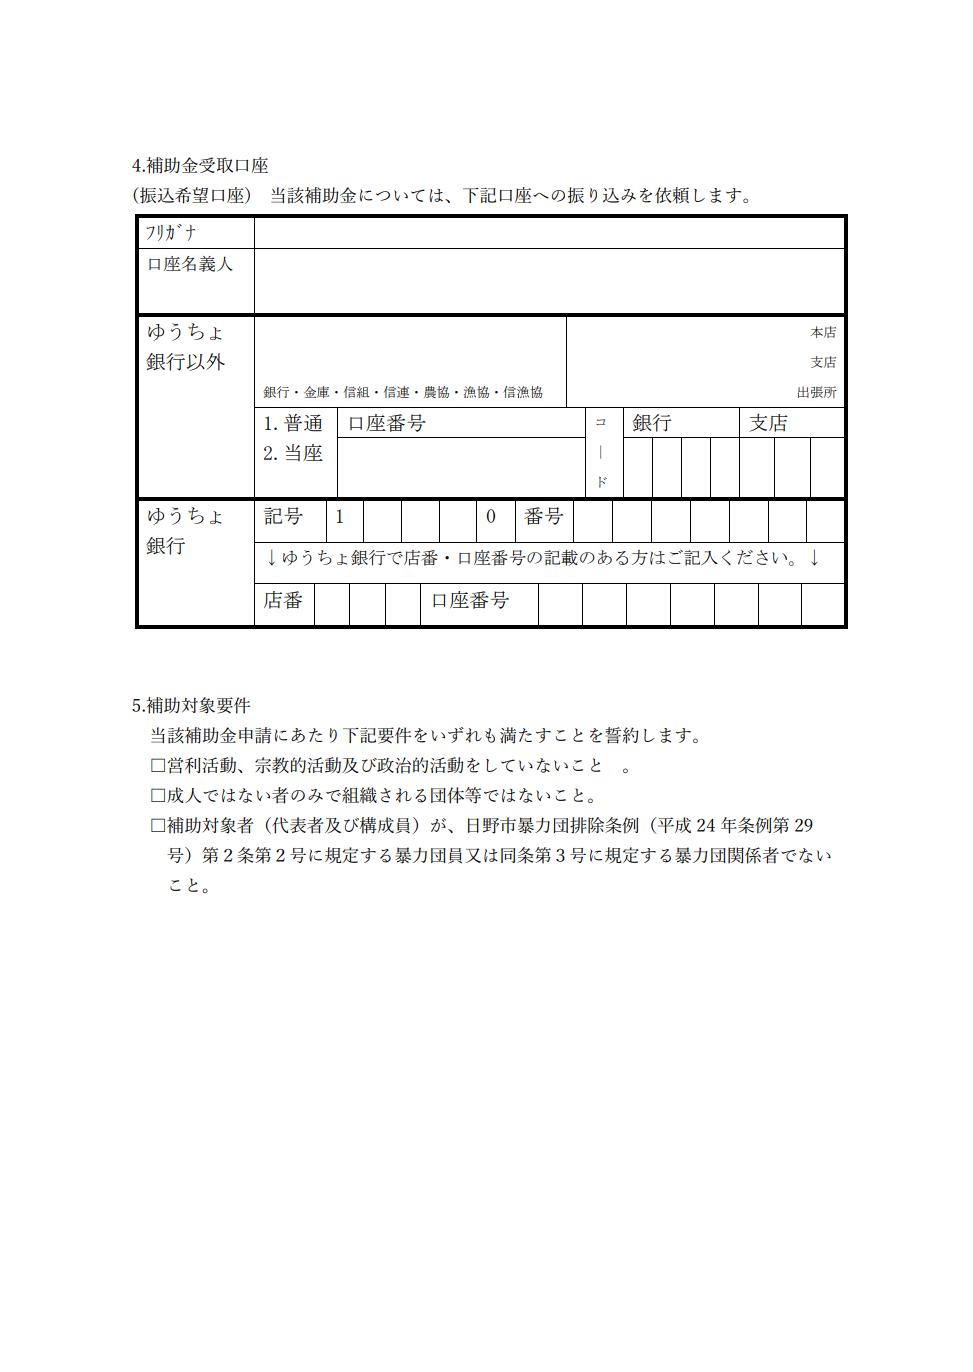 4.補助金受取口座
(振込希望口座)　当該補助金については、下記口座への振り込みを依頼します。
ﾌﾘｶﾞﾅ
口座名義人
ゆうちょ
銀行以外
銀行・金庫・信組・信連・農協・漁協・信漁協
本店
支店
出張所
1. 普通
2. 当座
口座番号
コ
ー
ド
銀行
支店
ゆうちょ
銀行
記号 1 0 番号
↓ゆうちょ銀行で店番・口座番号の記載のある方はご記入ください。↓
店番 口座番号
5.補助対象要件
当該補助金申請にあたり下記要件をいずれも満たすことを誓約します。
□営利活動、宗教的活動及び政治的活動をしていないこと　。
□成人ではない者のみで組織される団体等ではないこと。
□補助対象者（代表者及び構成員）が、日野市暴力団排除条例（平成 24 年条例第 29
号）第２条第２号に規定する暴力団員又は同条第３号に規定する暴力団関係者でない
こと。